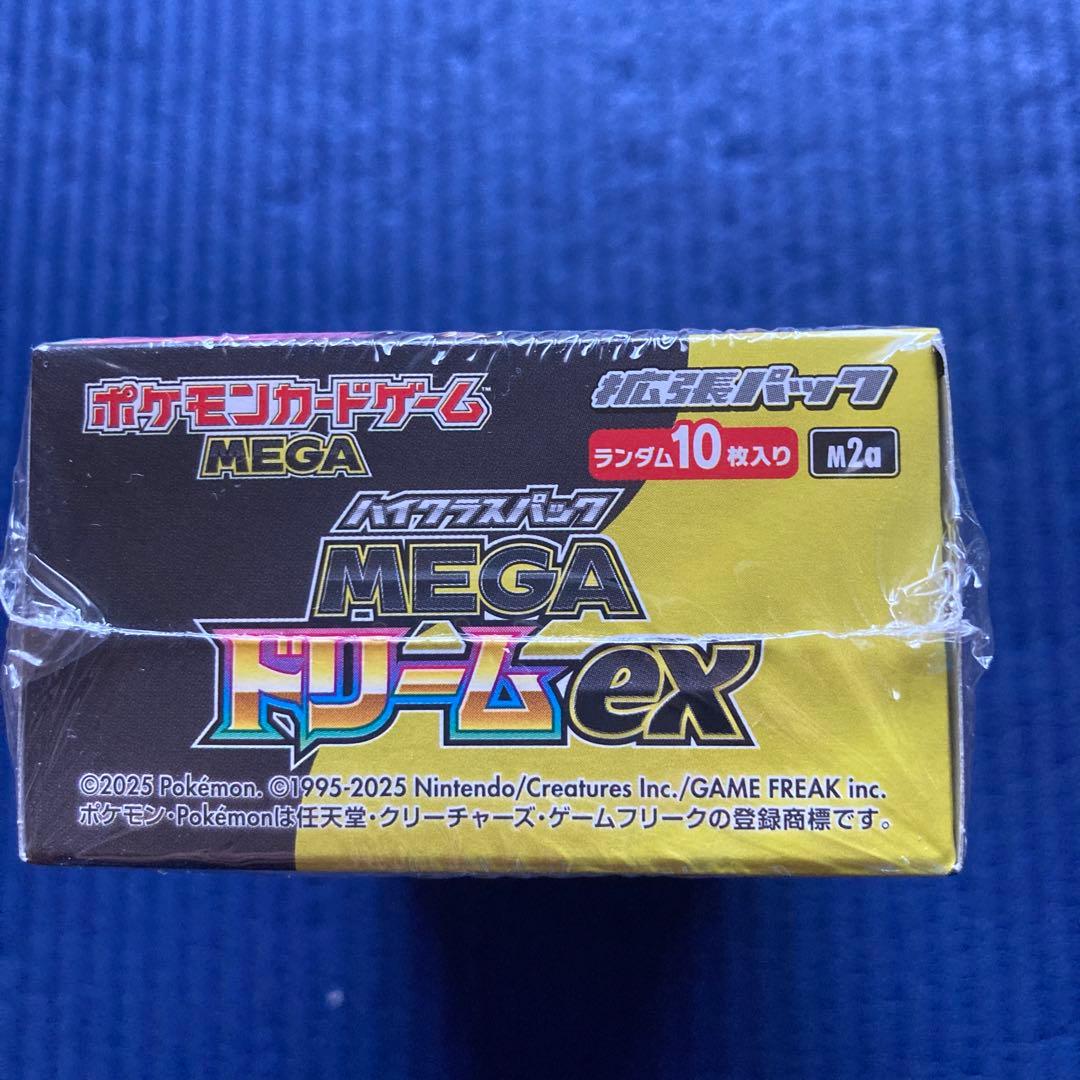 ポケモンカードゲーム™
MEGA
拡張パック
ランダム10枚入り
M2a
ハイクラスパック
MEGA
ドリームex
©2025 Pokémon. ©1995-2025 Nintendo/Creatures Inc./GAME FREAK inc.
ポケモン・Pokémonは任天堂・クリーチャーズ・ゲームフリークの登録商標です。